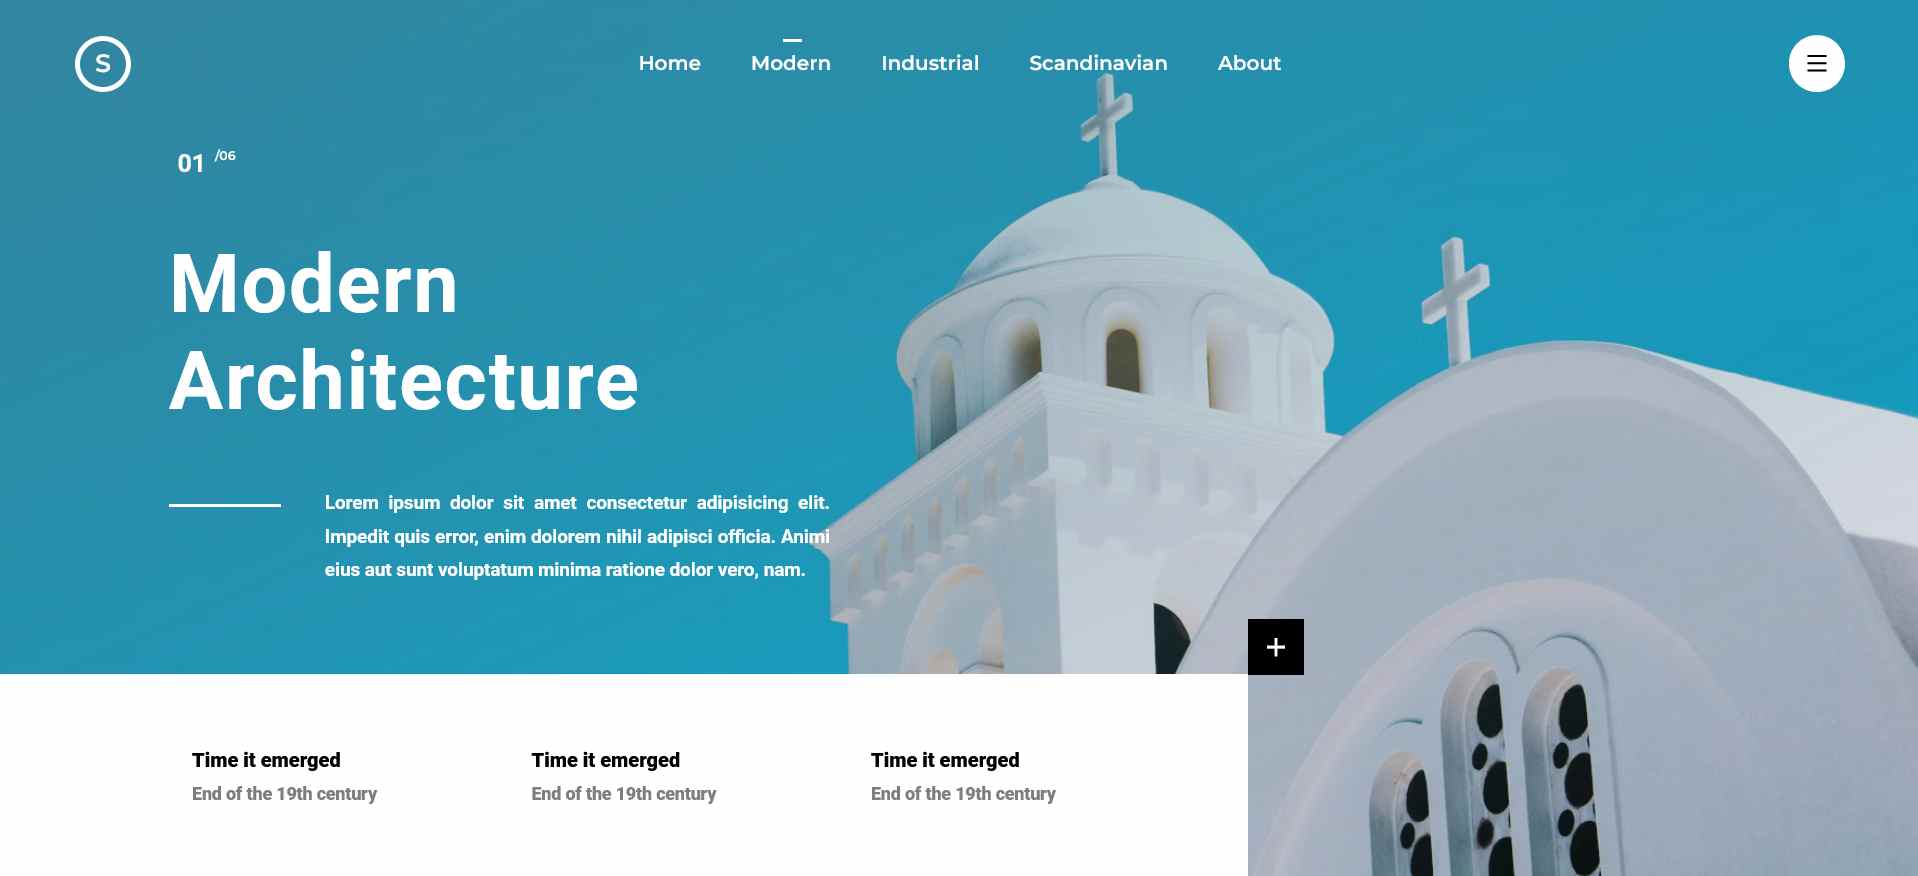 S
Home Modern Industrial Scandinavian About
01 /06
Modern
Architecture
Lorem ipsum dolor sit amet consectetur adipisicing elit.
Impedit quis error, enim dolorem nihil adipisci officia. Animi
eius aut sunt voluptatum minima ratione dolor vero, nam.
+
Time it emerged Time it emerged Time it emerged
End of the 19th century End of the 19th century End of the 19th century